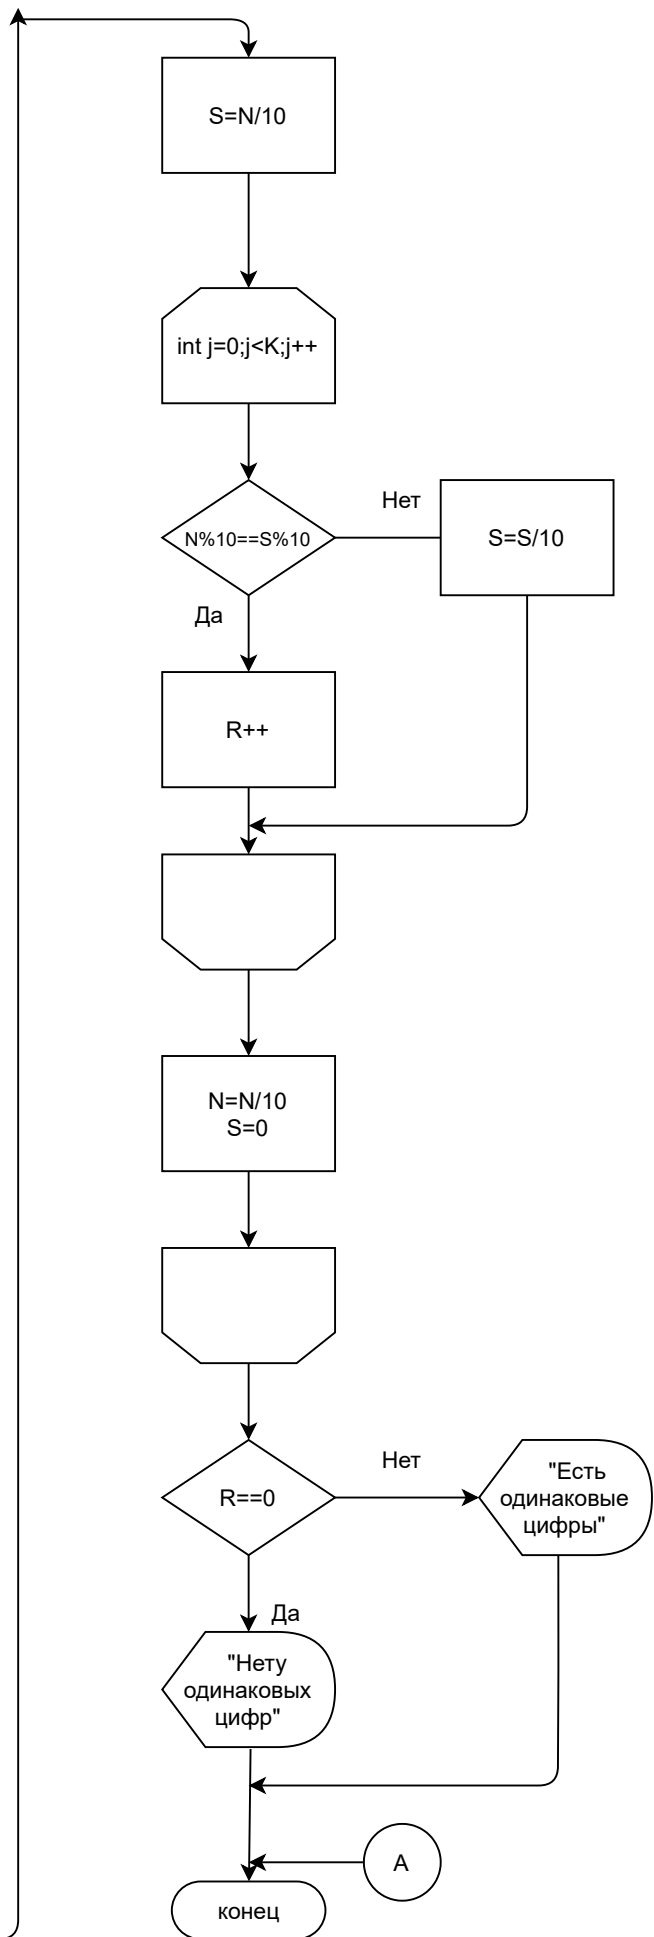 S=N/10
int j=0;j<K;j++
N%10==S%10
Нет
S=S/10
Да
R++
N=N/10
S=0
R==0
Нет
"Есть
одинаковые
цифры"
Да
"Нету
одинаковых
цифр"
A
конец